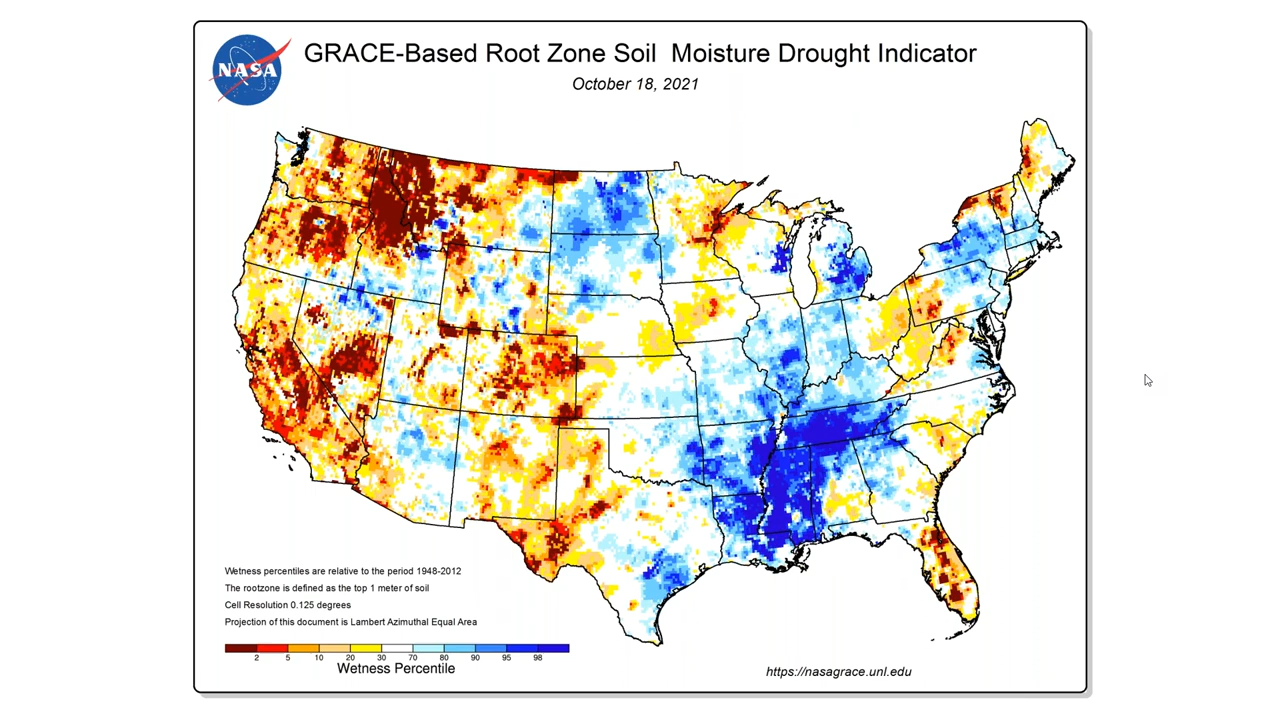 NASA
GRACE-Based Root Zone Soil  Moisture Drought Indicator
October 18, 2021
Wetness percentiles are relative to the period 1948-2012
The rootzone is defined as the top 1 meter of soil
Cell Resolution 0.125 degrees
Projection of this document is Lambert Azimuthal Equal Area
2 5 10 20 30 70 80 90 95 98
Wetness Percentile
https://nasagrace.unl.edu